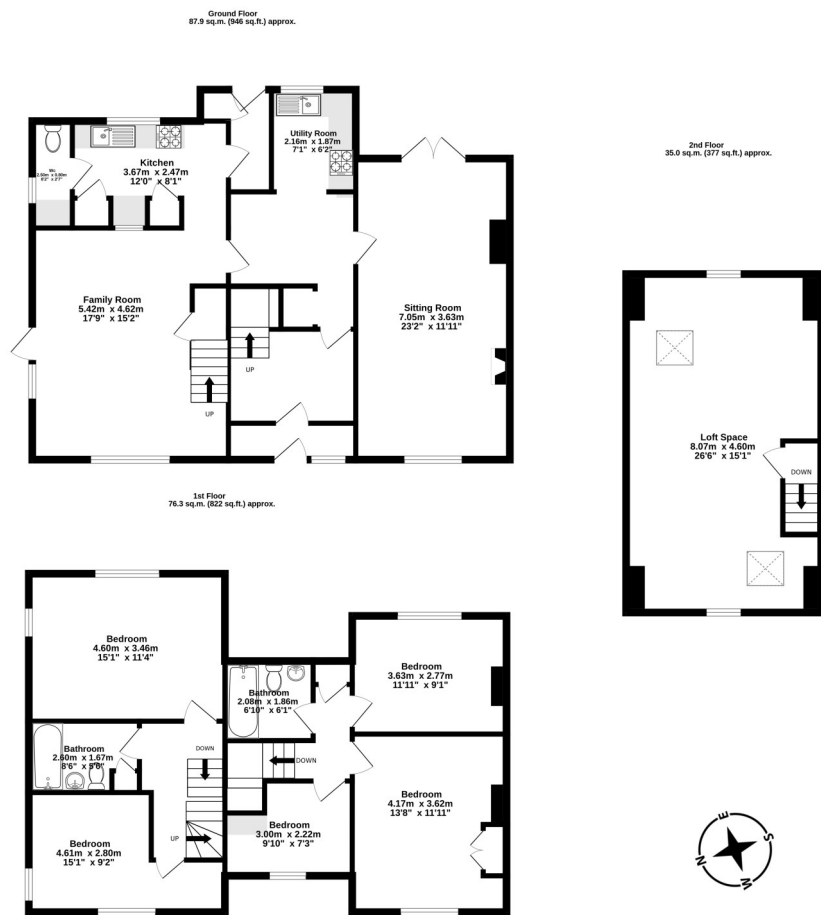 Ground Floor
87.9 sq.m. (946 sq.ft.) approx.
Utility Room
2.16m x 1.87m
7'1" x 6'2"
Kitchen
3.67m x 2.47m
12'0" x 8'1"
Family Room
5.42m x 4.62m
17'9" x 15'2"
Sitting Room
7.05m x 3.63m
23'2" x 11'11"
UP
UP
2nd Floor
35.0 sq.m. (377 sq.ft.) approx.
Loft Space
8.07m x 4.60m
26'6" x 15'1"
DOWN
1st Floor
76.3 sq.m. (822 sq.ft.) approx.
Bedroom
4.60m x 3.46m
15'1" x 11'4"
Bathroom
2.08m x 1.86m
6'10" x 6'1"
Bedroom
3.63m x 2.77m
11'11" x 9'1"
Bathroom
2.60m x 1.67m
8'6" x 5'6"
DOWN
DOWN
Bedroom
4.17m x 3.62m
13'8" x 11'11"
Bedroom
4.61m x 2.80m
15'1" x 9'2"
UP
Bedroom
3.00m x 2.22m
9'10" x 7'3"
N
E
S
W